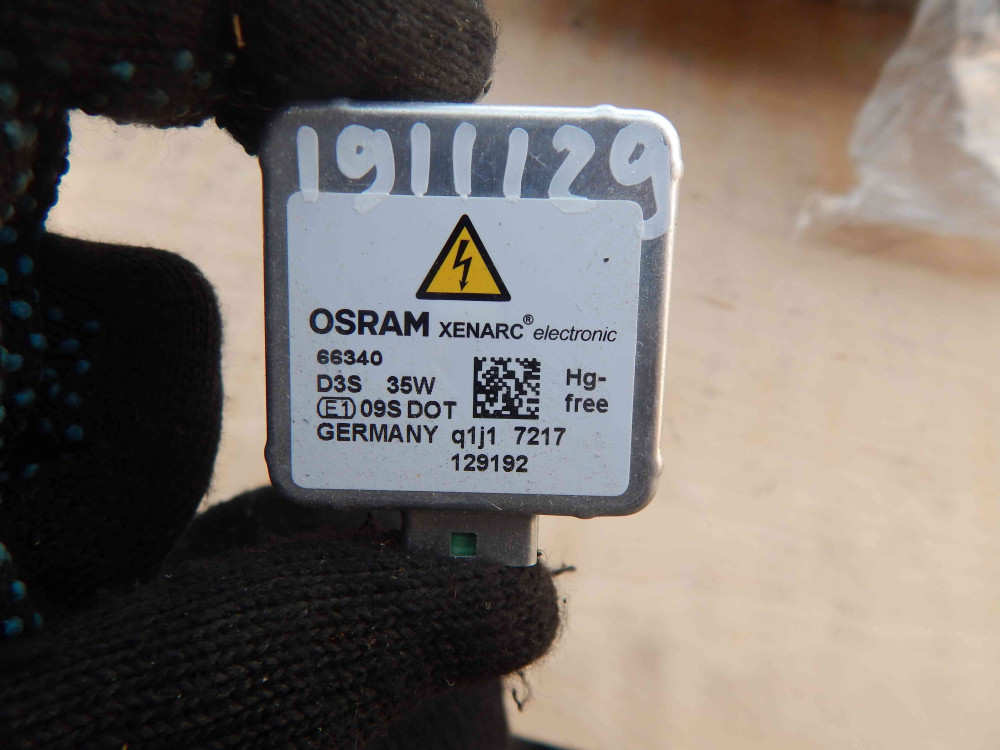 1911129
OSRAM XENARC® electronic
66340
D3S 35W
Hg-
free
E1 09S DOT
GERMANY q1j1 7217
129192